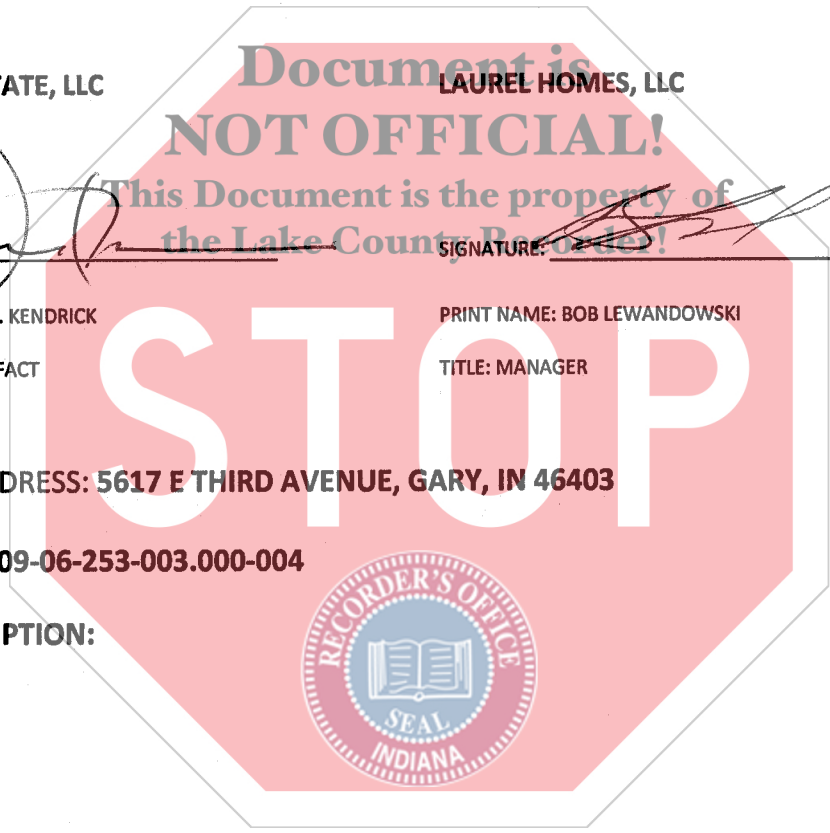 Document is
ATE, LLC LAUREL HOMES, LLC
NOT OFFICIAL!
This Document is the property of
the Lake County Recorder!
SIGNATURE:
. KENDRICK PRINT NAME: BOB LEWANDOWSKI
FACT TITLE: MANAGER
STOP
DRESS: 5617 E THIRD AVENUE, GARY, IN 46403
09-06-253-003.000-004
PTION:
RECORDER'S OFFICE
SEAL
INDIANA